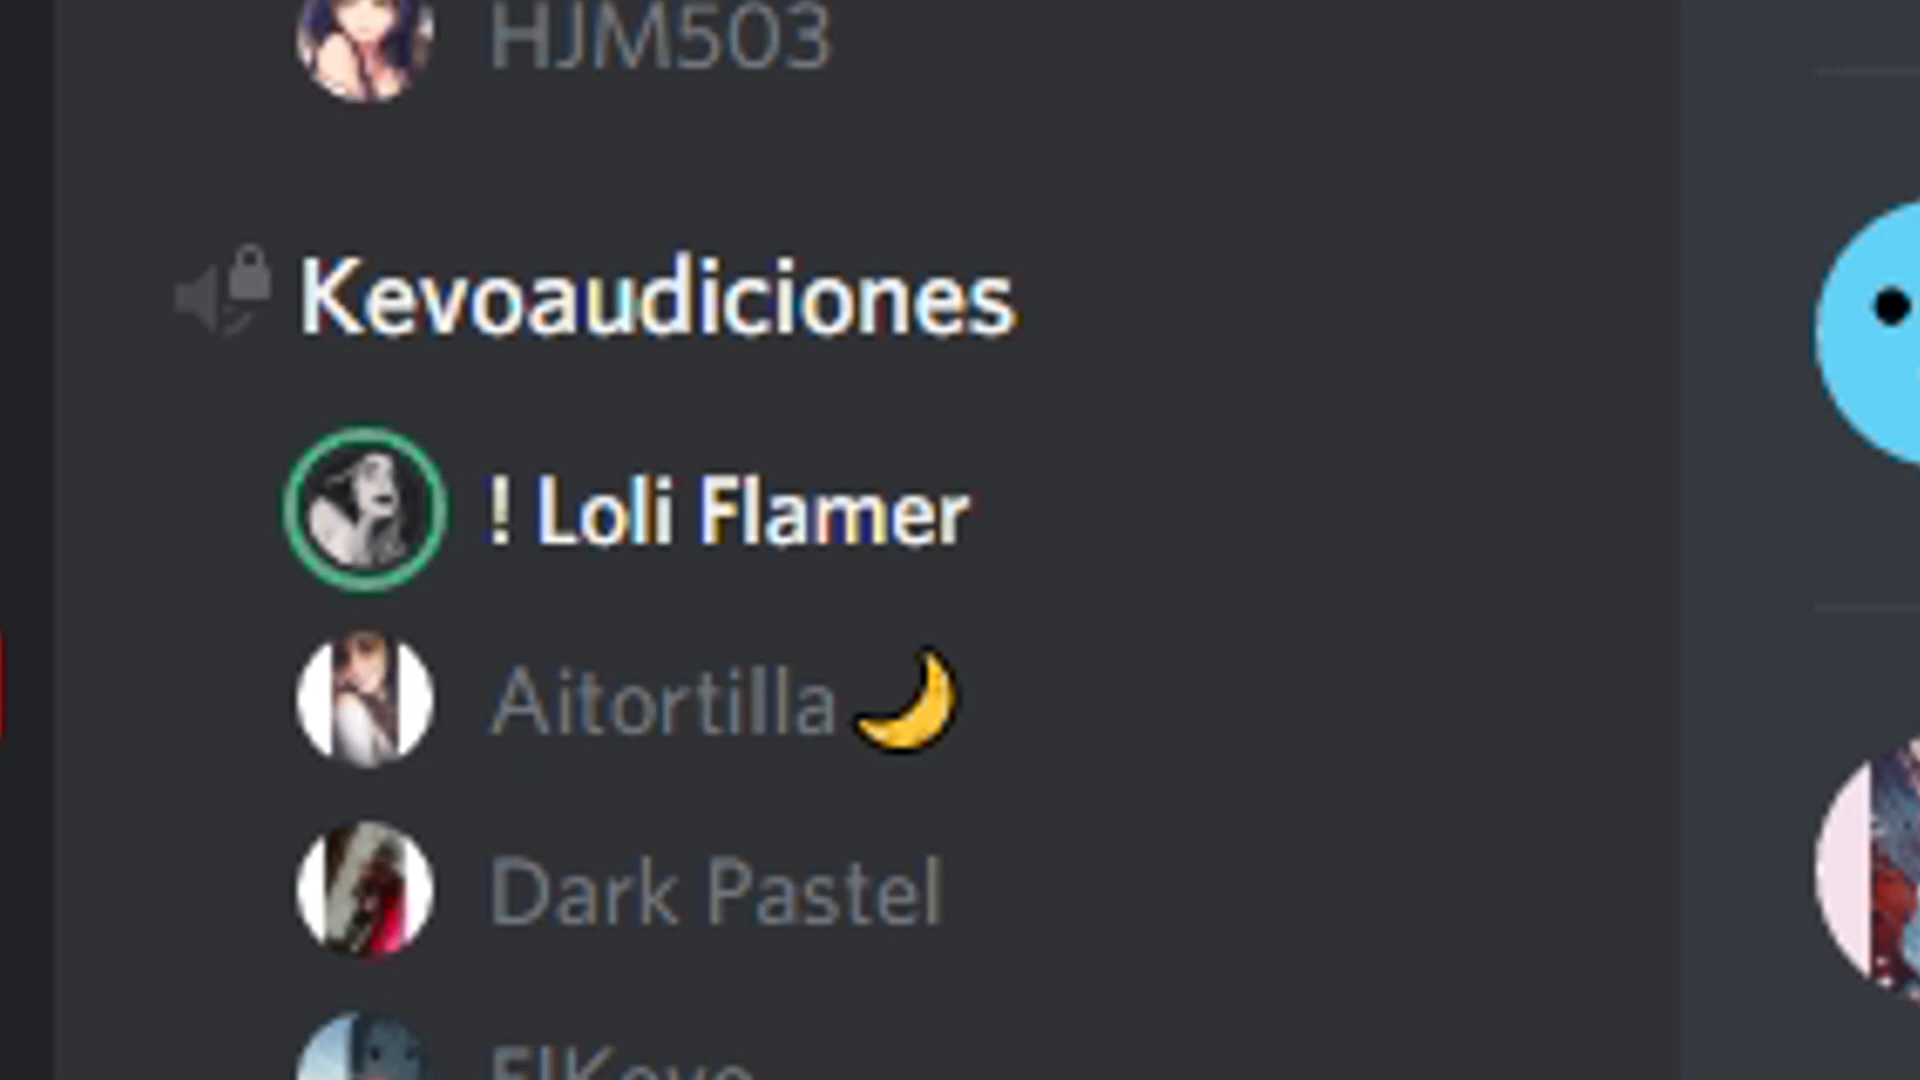 HJM503
Kevoaudiciones
! Loli Flamer
Aitortilla🌙
Dark Pastel
ElKevo